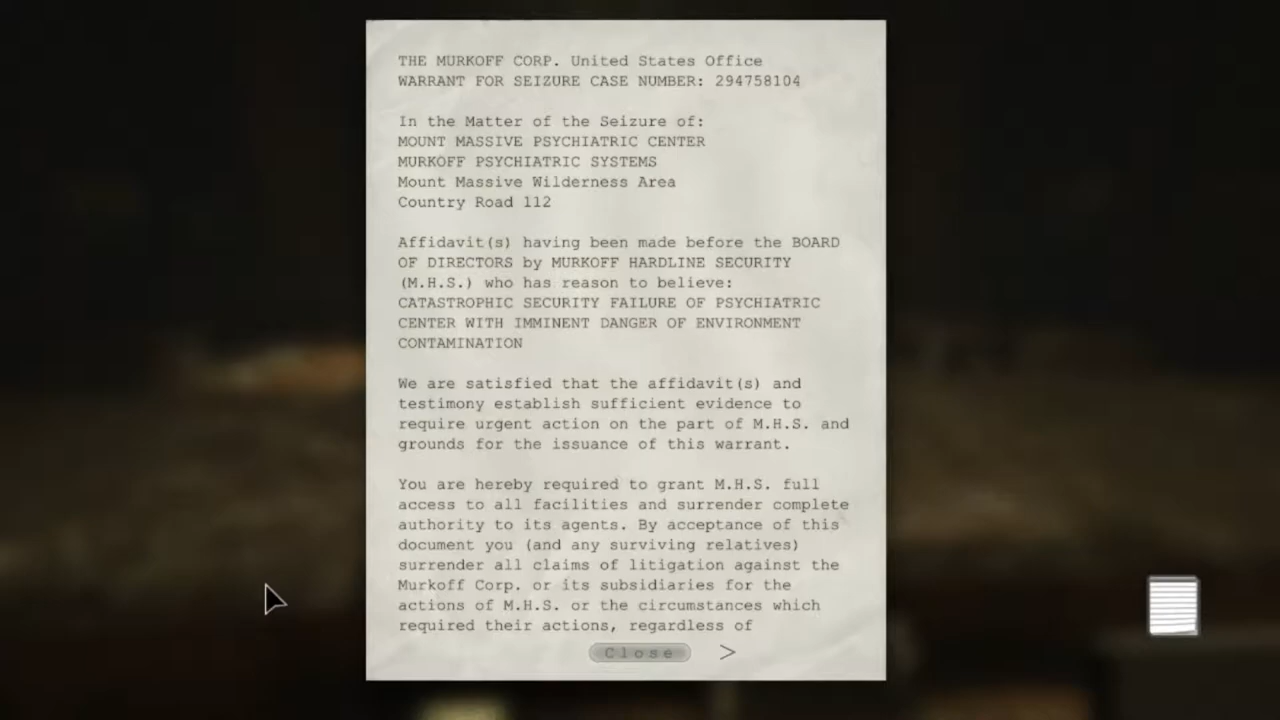 THE MURKOFF CORP. United States Office
WARRANT FOR SEIZURE CASE NUMBER: 294758104
In the Matter of the Seizure of:
MOUNT MASSIVE PSYCHIATRIC CENTER
MURKOFF PSYCHIATRIC SYSTEMS
Mount Massive Wilderness Area
Country Road 112
Affidavit(s) having been made before the BOARD
OF DIRECTORS by MURKOFF HARDLINE SECURITY
(M.H.S.) who has reason to believe:
CATASTROPHIC SECURITY FAILURE OF PSYCHIATRIC
CENTER WITH IMMINENT DANGER OF ENVIRONMENT
CONTAMINATION
We are satisfied that the affidavit(s) and
testimony establish sufficient evidence to
require urgent action on the part of M.H.S. and
grounds for the issuance of this warrant.
You are hereby required to grant M.H.S. full
access to all facilities and surrender complete
authority to its agents. By acceptance of this
document you (and any surviving relatives)
surrender all claims of litigation against the
Murkoff Corp. or its subsidiaries for the
actions of M.H.S. or the circumstances which
required their actions, regardless of
Close >